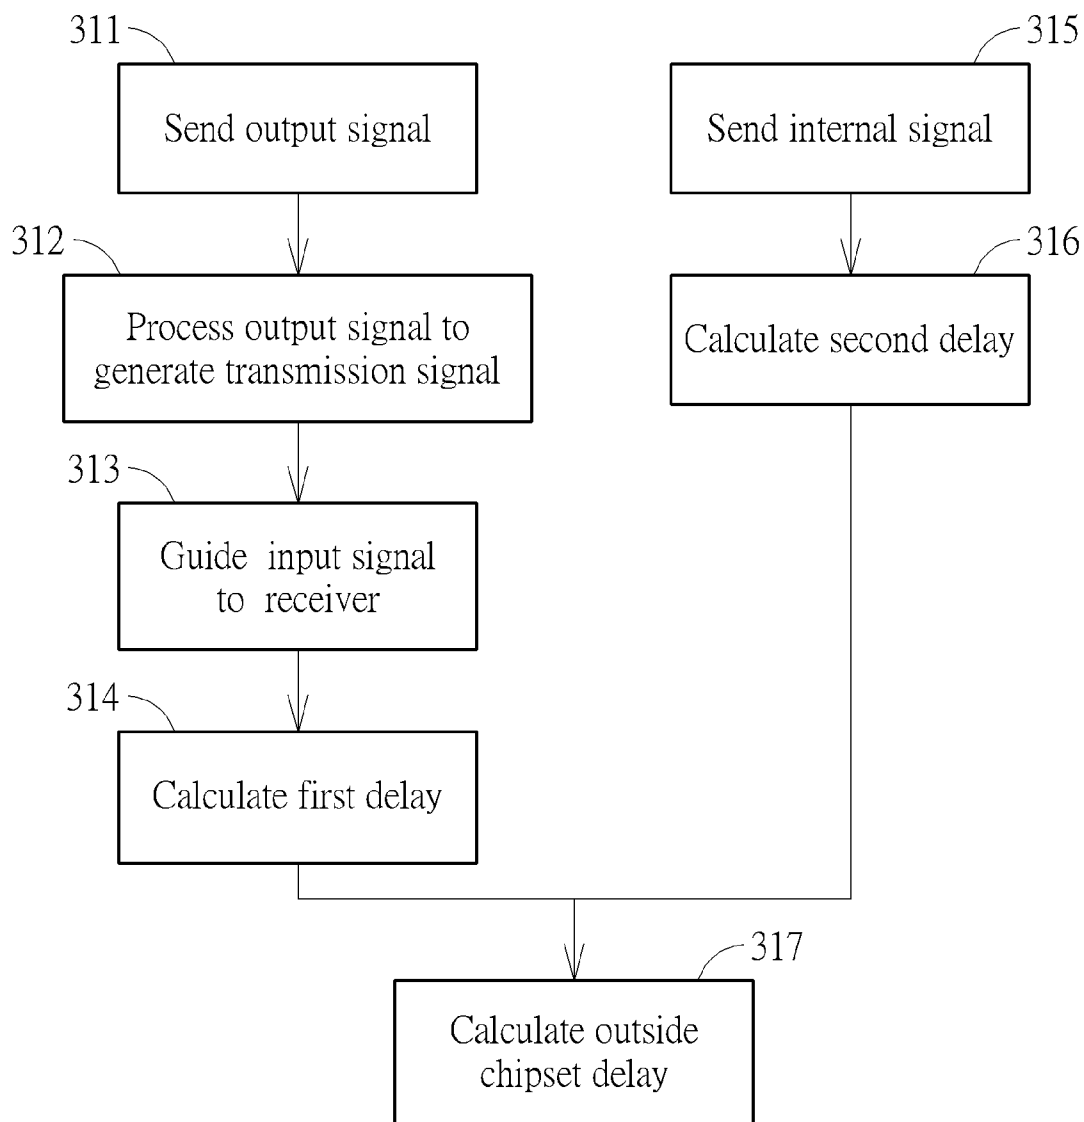 311
Send output signal
315
Send internal signal
312
Process output signal to
generate transmission signal
316
Calculate second delay
313
Guide input signal
to receiver
314
Calculate first delay
317
Calculate outside
chipset delay